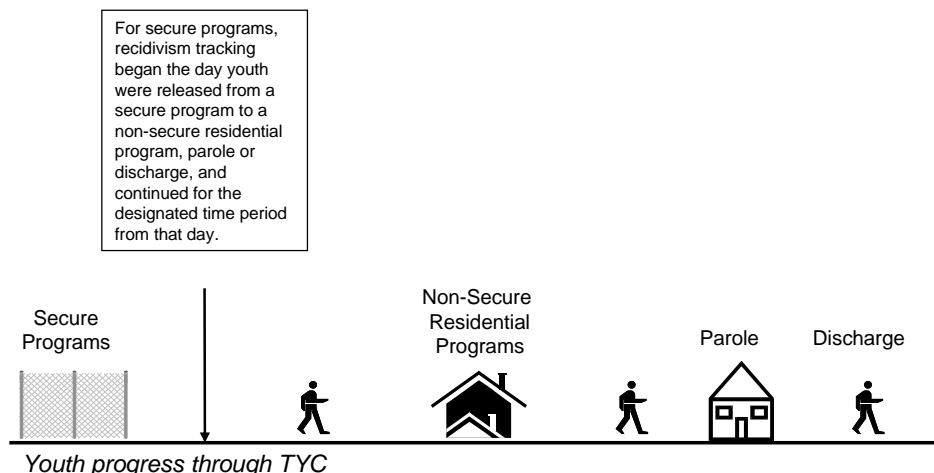 For secure programs,
recidivism tracking
began the day youth
were released from a
secure program to a
non-secure residential
program, parole or
discharge, and
continued for the
designated time period
from that day.
Secure
Programs
Non-Secure
Residential
Programs
Parole
Discharge
Youth progress through TYC